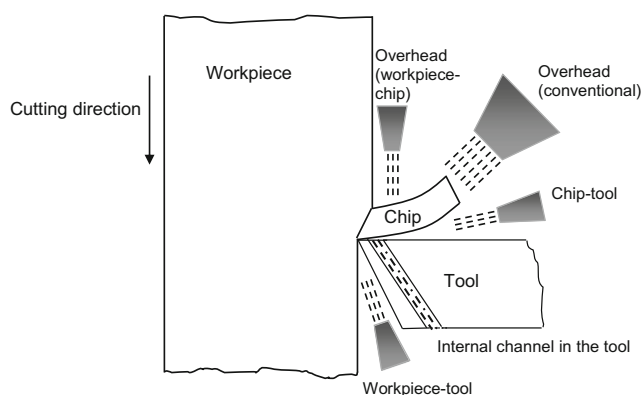 Overhead
(workpiece-
chip)
Overhead
(conventional)
Workpiece
Cutting direction
Chip-tool
Chip
Tool
Internal channel in the tool
Workpiece-tool